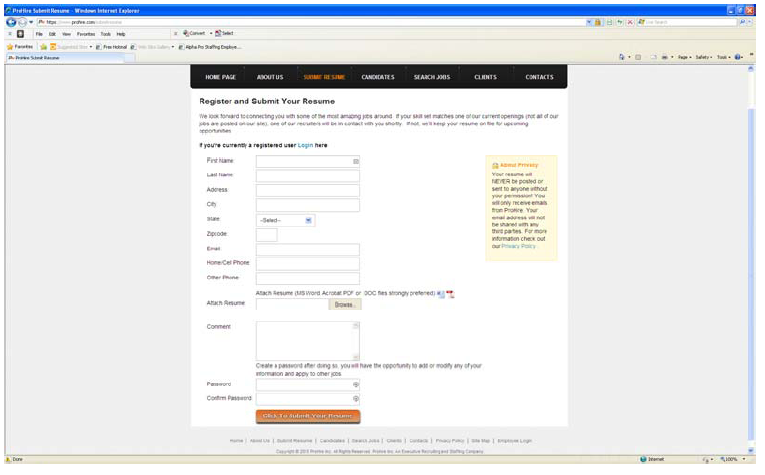 ProHire Submit Resume - Windows Internet Explorer
File Edit View Favorites Tools Help
Convert Select
Favorites Suggested Sites Free Hotmail Web Slice Gallery Alpha Pro Staffing Employe...
ProHire Submit Resume
Page Safety Tools
HOME PAGE ABOUT US SUBMIT RESUME CANDIDATES SEARCH JOBS CLIENTS CONTACTS
Register and Submit Your Resume
We look forward to connecting you with some of the most amazing jobs around. If your skill set matches one of our current openings (not all of our
jobs are posted on our site), one of our recruiters will be in contact with you shortly. If not, we'll keep your resume on file for upcoming
opportunities.
If you're currently a registered user Login here
First Name
Last Name
Address
City
State
--Select--
Zipcode
Email
Home/Cell Phone
Other Phone
Attach Resume (MS Word Acrobat PDF or .DOC files strongly preferred)
Attach Resume
Browse..
Comment
Create a password after doing so, you will have the opportunity to add or modify any of your
information and apply to other jobs
Password
Confirm Password
Click To Submit Your Resume
About Privacy
Your resume will
NEVER be posted or
sent to anyone without
your permission! You
will only receive emails
from ProHire. Your
email address will not
be shared with any
third parties. For more
information check out
our Privacy Policy.
Home | About Us | Submit Resume | Candidates | Search Jobs | Clients | Contacts | Privacy Policy | Site Map | Employee Login
Copyright © 2010 ProHire Inc. All Rights Reserved. ProHire Inc. An Executive Recruiting and Staffing Company.
Done
Internet
100%